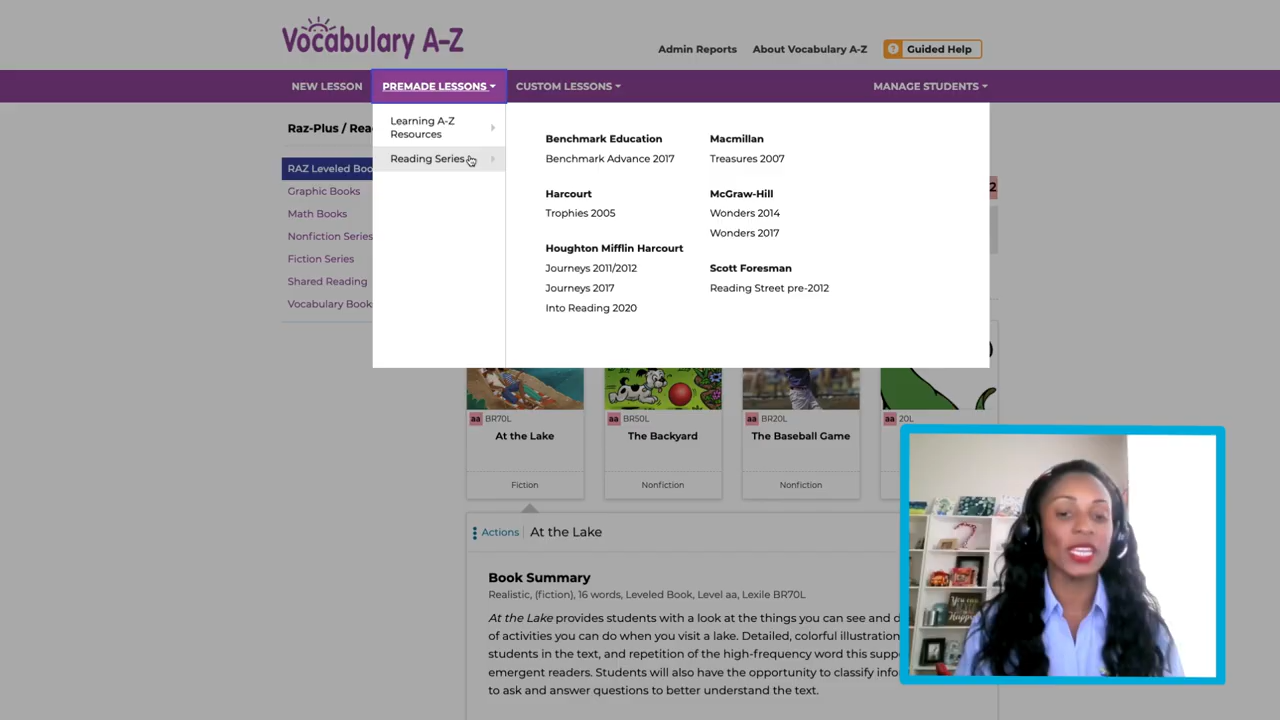 Vocabulary A-Z
Admin Reports
About Vocabulary A-Z
Guided Help
NEW LESSON
PREMADE LESSONS
CUSTOM LESSONS
MANAGE STUDENTS
Raz-Plus /
RAZ Leveled
Graphic Books
Math Books
Nonfiction Series
Fiction Series
Shared Reading
Vocabulary
Learning A-Z
Resources
Reading Series
Benchmark Education
Benchmark Advance 2017
Harcourt
Trophies 2005
Houghton Mifflin Harcourt
Journeys 2011/2012
Journeys 2017
Into Reading 2020
Macmillan
Treasures 2007
McGraw-Hill
Wonders 2014
Wonders 2017
Scott Foresman
Reading Street pre-2012
aa BR70L
At the Lake
Fiction
aa BR50L
The Backyard
Nonfiction
aa BR20L
The Baseball Game
Nonfiction
aa 20L
Actions
At the Lake
Book Summary
Realistic, (fiction), 16 words, Leveled Book, Level aa, Lexile BR70L
At the Lake provides students with a look at the things you can see and
of activities you can do when you visit a lake. Detailed, colorful
students in the text, and repetition of the high-frequency word this
emergent readers. Students will also have the opportunity to classify
to ask and answer questions to better understand the text.